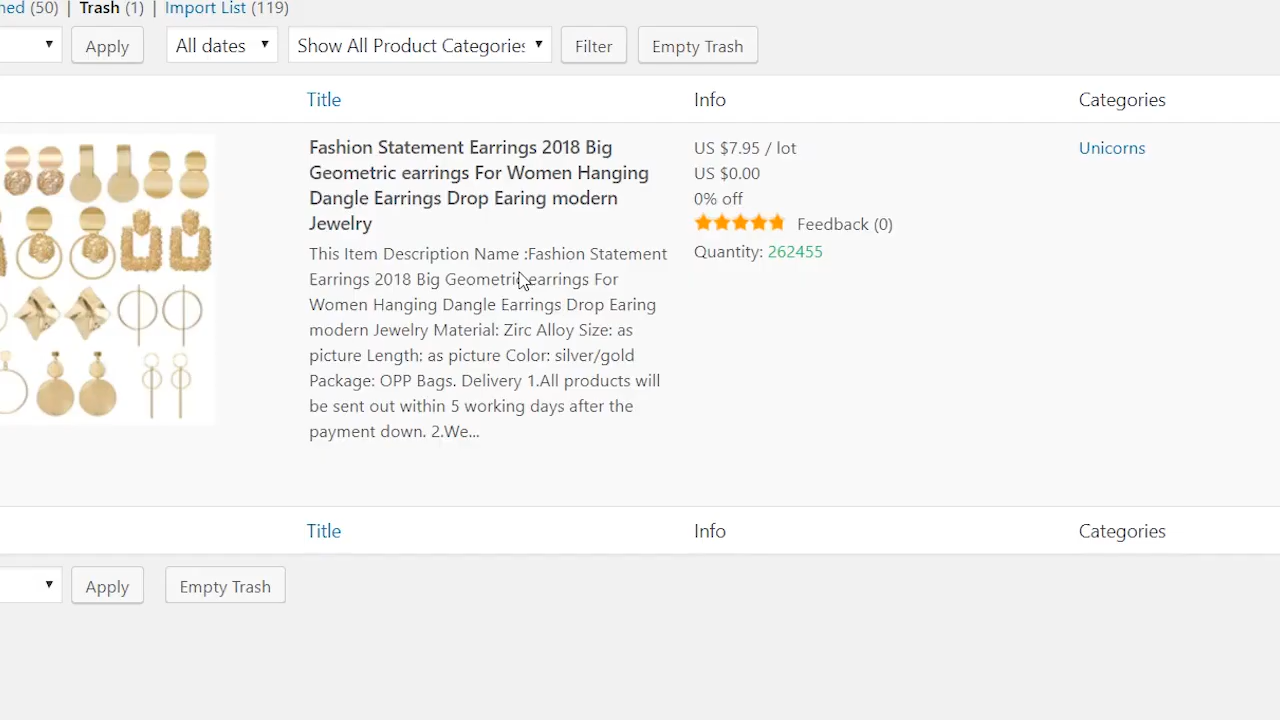 ned (50) | Trash (1) | Import List (119)
Apply All dates Show All Product Categories Filter Empty Trash
Title Info Categories
Fashion Statement Earrings 2018 Big
Geometric earrings For Women Hanging
Dangle Earrings Drop Earing modern
Jewelry
This Item Description Name :Fashion Statement
Earrings 2018 Big Geometric earrings For
Women Hanging Dangle Earrings Drop Earing
modern Jewelry Material: Zirc Alloy Size: as
picture Length: as picture Color: silver/gold
Package: OPP Bags. Delivery 1.All products will
be sent out within 5 working days after the
payment down. 2.We...
US $7.95 / lot
US $0.00
0% off
Feedback (0)
Quantity: 262455
Unicorns
Title Info Categories
Apply Empty Trash